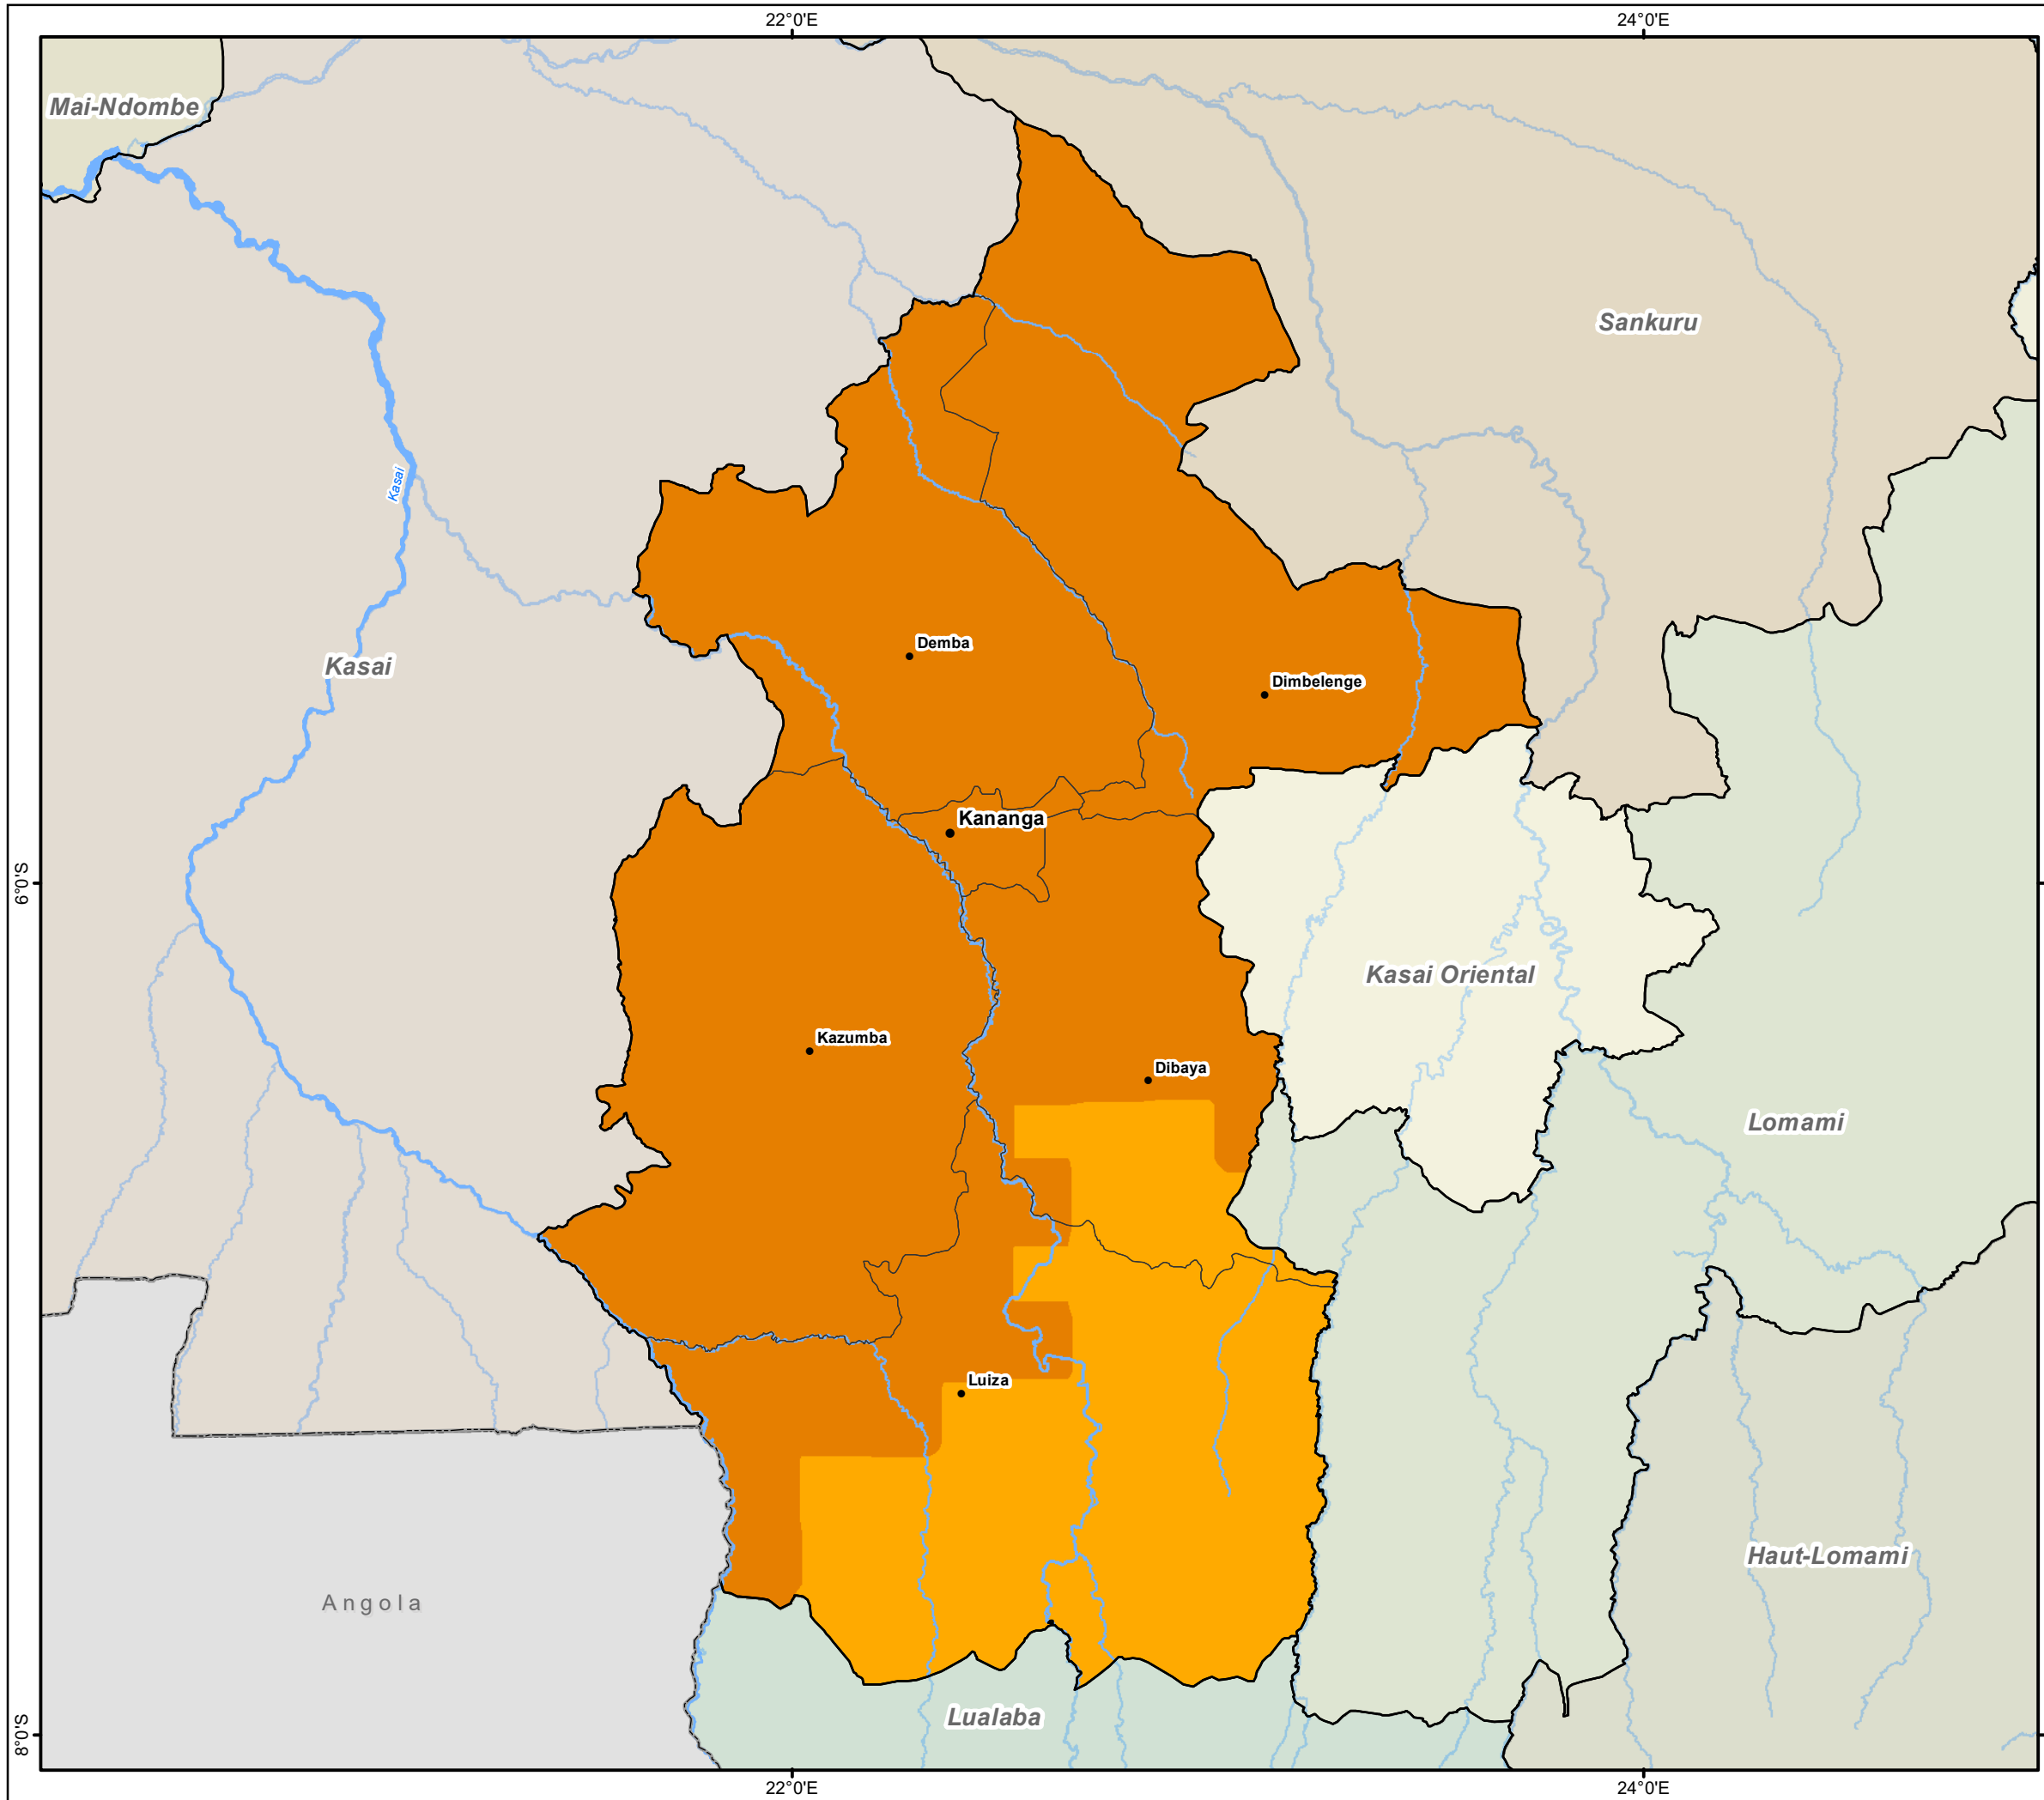 22°0'E
24°0'E
Mai-Ndombe
Sankuru
Kasai
Demba
Kasai
Dimbelenge
Kananga
6°0'S
Kasai Oriental
Kazumba
Dibaya
Lomami
Luiza
Haut-Lomami
Angola
Lualaba
8°0'S
22°0'E
24°0'E